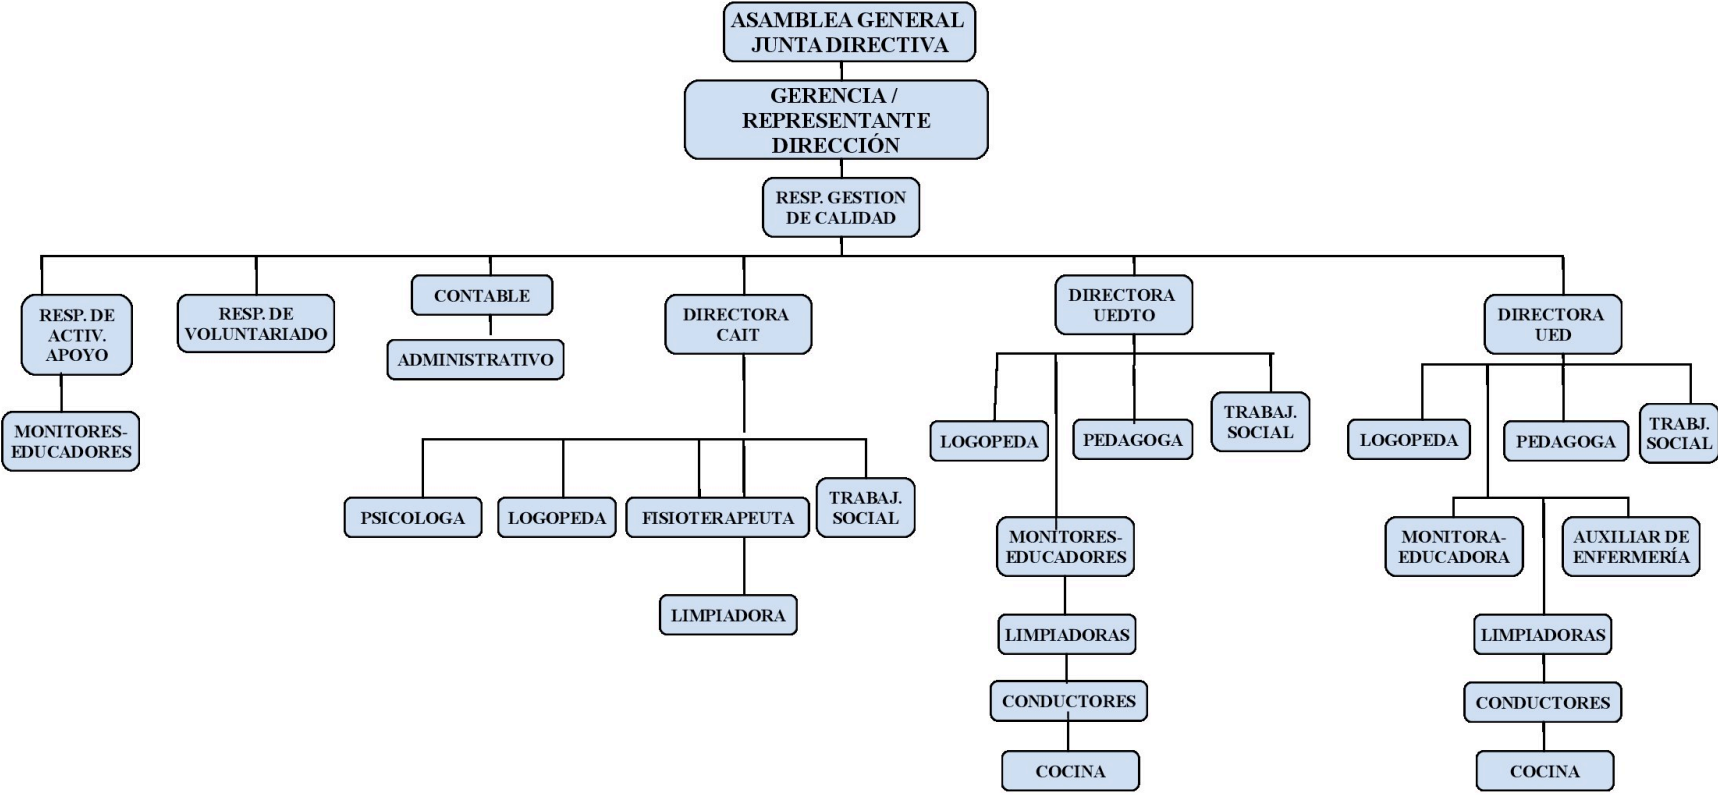 ASAMBLEA GENERAL
JUNTA DIRECTIVA
GERENCIA /
REPRESENTANTE
DIRECCIÓN
RESP. GESTION
DE CALIDAD
RESP. DE
ACTIV.
APOYO
MONITORES-
EDUCADORES
RESP. DE
VOLUNTARIADO
CONTABLE
ADMINISTRATIVO
DIRECTORA
CAIT
PSICOLOGA
LOGOPEDA
FISIOTERAPEUTA
TRABAJ.
SOCIAL
LIMPIADORA
DIRECTORA
UEDTO
LOGOPEDA
PEDAGOGA
TRABAJ.
SOCIAL
MONITORES-
EDUCADORES
LIMPIADORAS
CONDUCTORES
COCINA
DIRECTORA
UED
LOGOPEDA
PEDAGOGA
TRABJ.
SOCIAL
MONITORA-
EDUCADORA
AUXILIAR DE
ENFERMERÍA
LIMPIADORAS
CONDUCTORES
COCINA